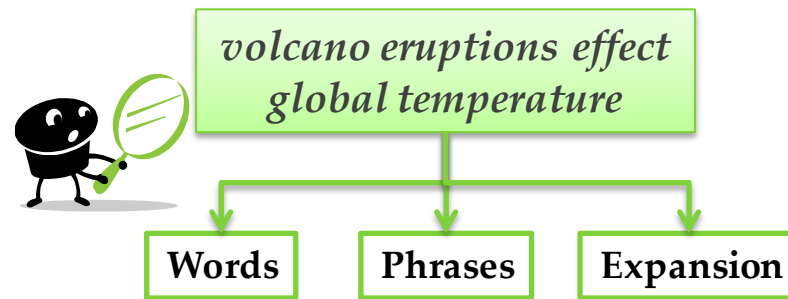 volcano eruptions effect
global temperature
Words
Phrases
Expansion